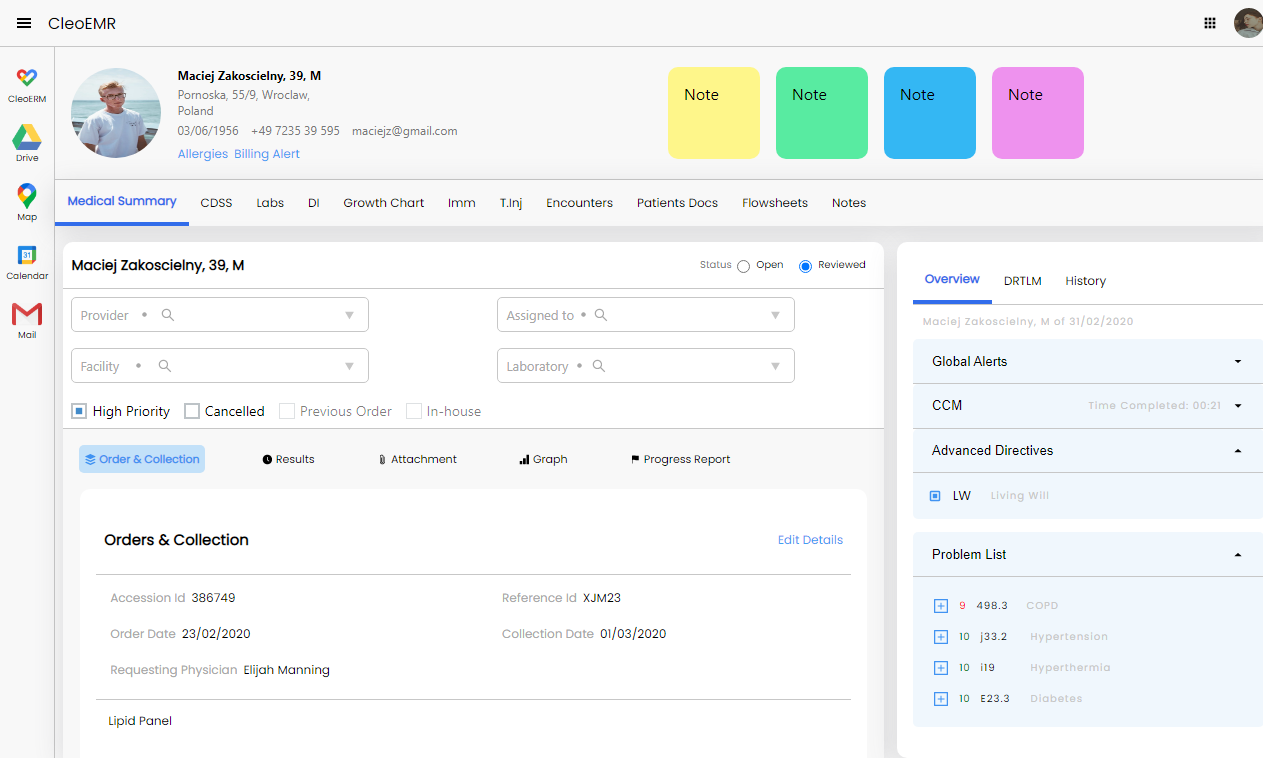 CleoEMR
CleoERM
Drive
Map
31
Calendar
Mail
Maciej Zakoscielny, 39, M
Pornoska, 55/9, Wroclaw,
Poland
03/06/1956 +49 7235 39 595 maciejz@gmail.com
Allergies Billing Alert
Note Note Note Note
Medical Summary CDSS Labs DI Growth Chart Imm T.Inj Encounters Patients Docs Flowsheets Notes
Maciej Zakoscielny, 39, M
Status Open Reviewed
Provider • Assigned to •
Facility • Laboratory •
High Priority Cancelled Previous Order In-house
Order & Collection Results Attachment Graph Progress Report
Orders & Collection Edit Details
Accession Id 386749 Reference Id XJM23
Order Date 23/02/2020 Collection Date 01/03/2020
Requesting Physician Elijah Manning
Lipid Panel
Overview DRTLM History
Maciej Zakoscielny, M of 31/02/2020
Global Alerts
CCM Time Completed: 00:21
Advanced Directives
LW Living Will
Problem List
9 498.3 COPD
10 j33.2 Hypertension
10 i19 Hyperthermia
10 E23.3 Diabetes